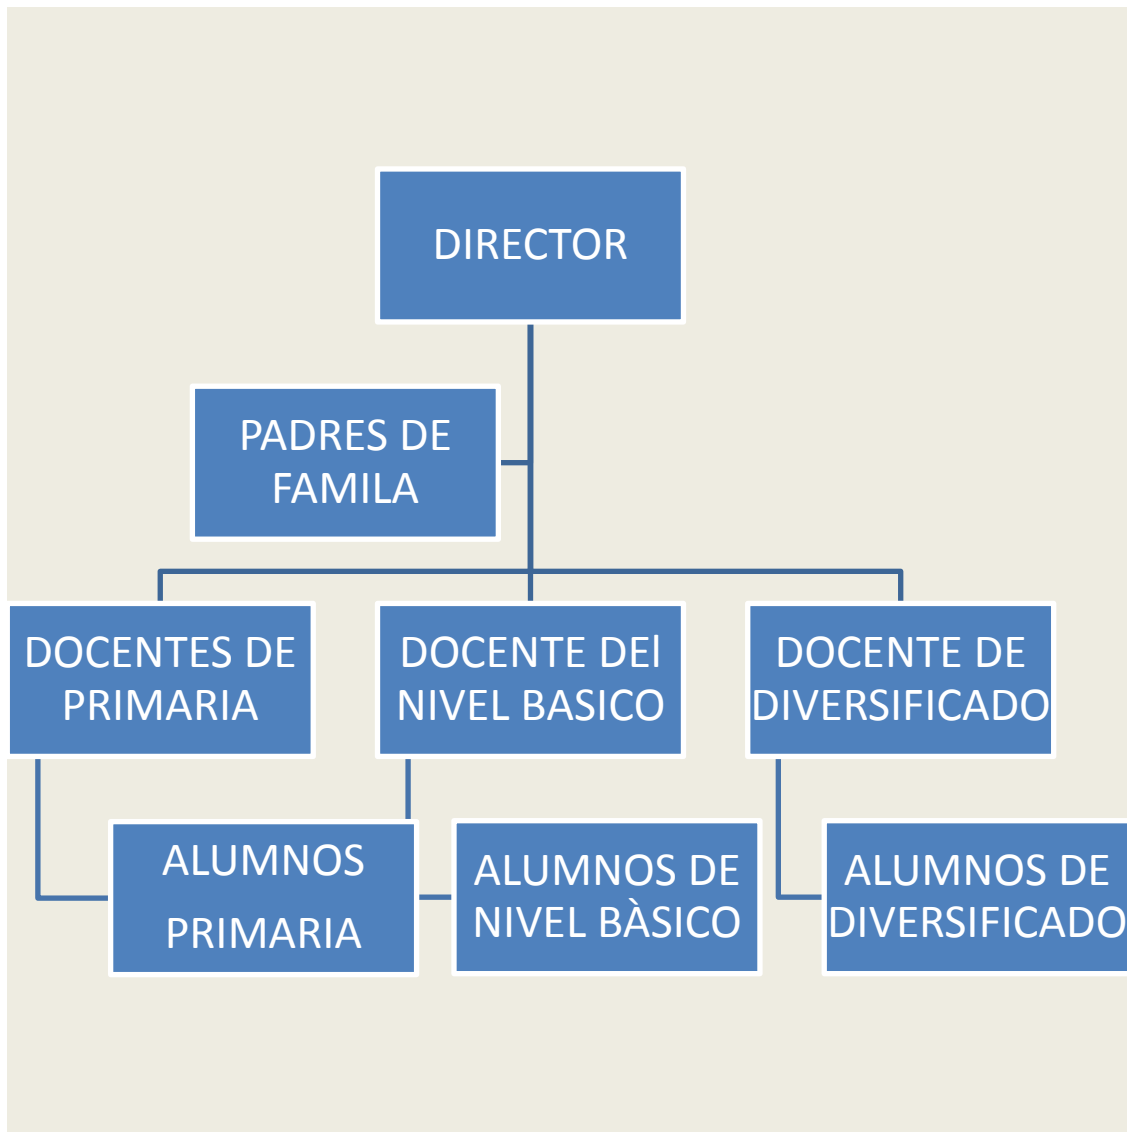 DIRECTOR
PADRES DE
FAMILA
DOCENTES DE
PRIMARIA
DOCENTE DEl
NIVEL BASICO
DOCENTE DE
DIVERSIFICADO
ALUMNOS
PRIMARIA
ALUMNOS DE
NIVEL BÀSICO
ALUMNOS DE
DIVERSIFICADO